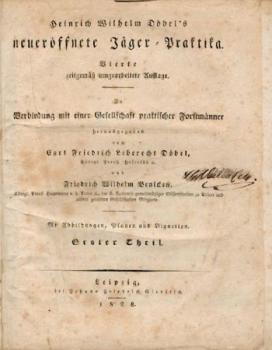 Heinrich Wilhelm Döbel's
neueröffnete Jäger-Praktika.
Vierte
zeitgemäß umgearbeitete Auflage.
In
Verbindung mit einer Gesellschaft praktischer Forstmänner
herausgegeben
von
Carl Friedrich Leberecht Döbel,
und
Friedrich Wilhelm Benicken,
Mit Abbildungen, Planen und Vignetten.
Erster Theil.
Leipzig,
bei Johann Friedrich Gleditsch
1828.